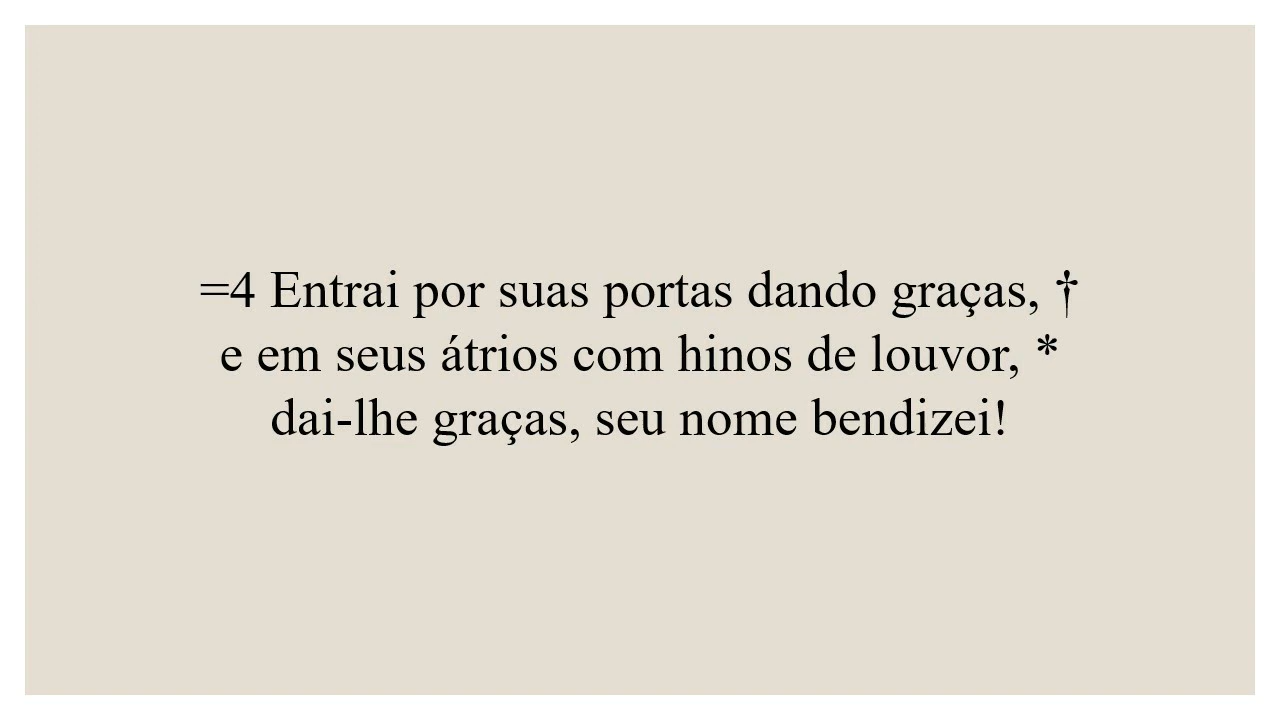 =4 Entrai por suas portas dando graças, †
e em seus átrios com hinos de louvor, *
dai-lhe graças, seu nome bendizei!